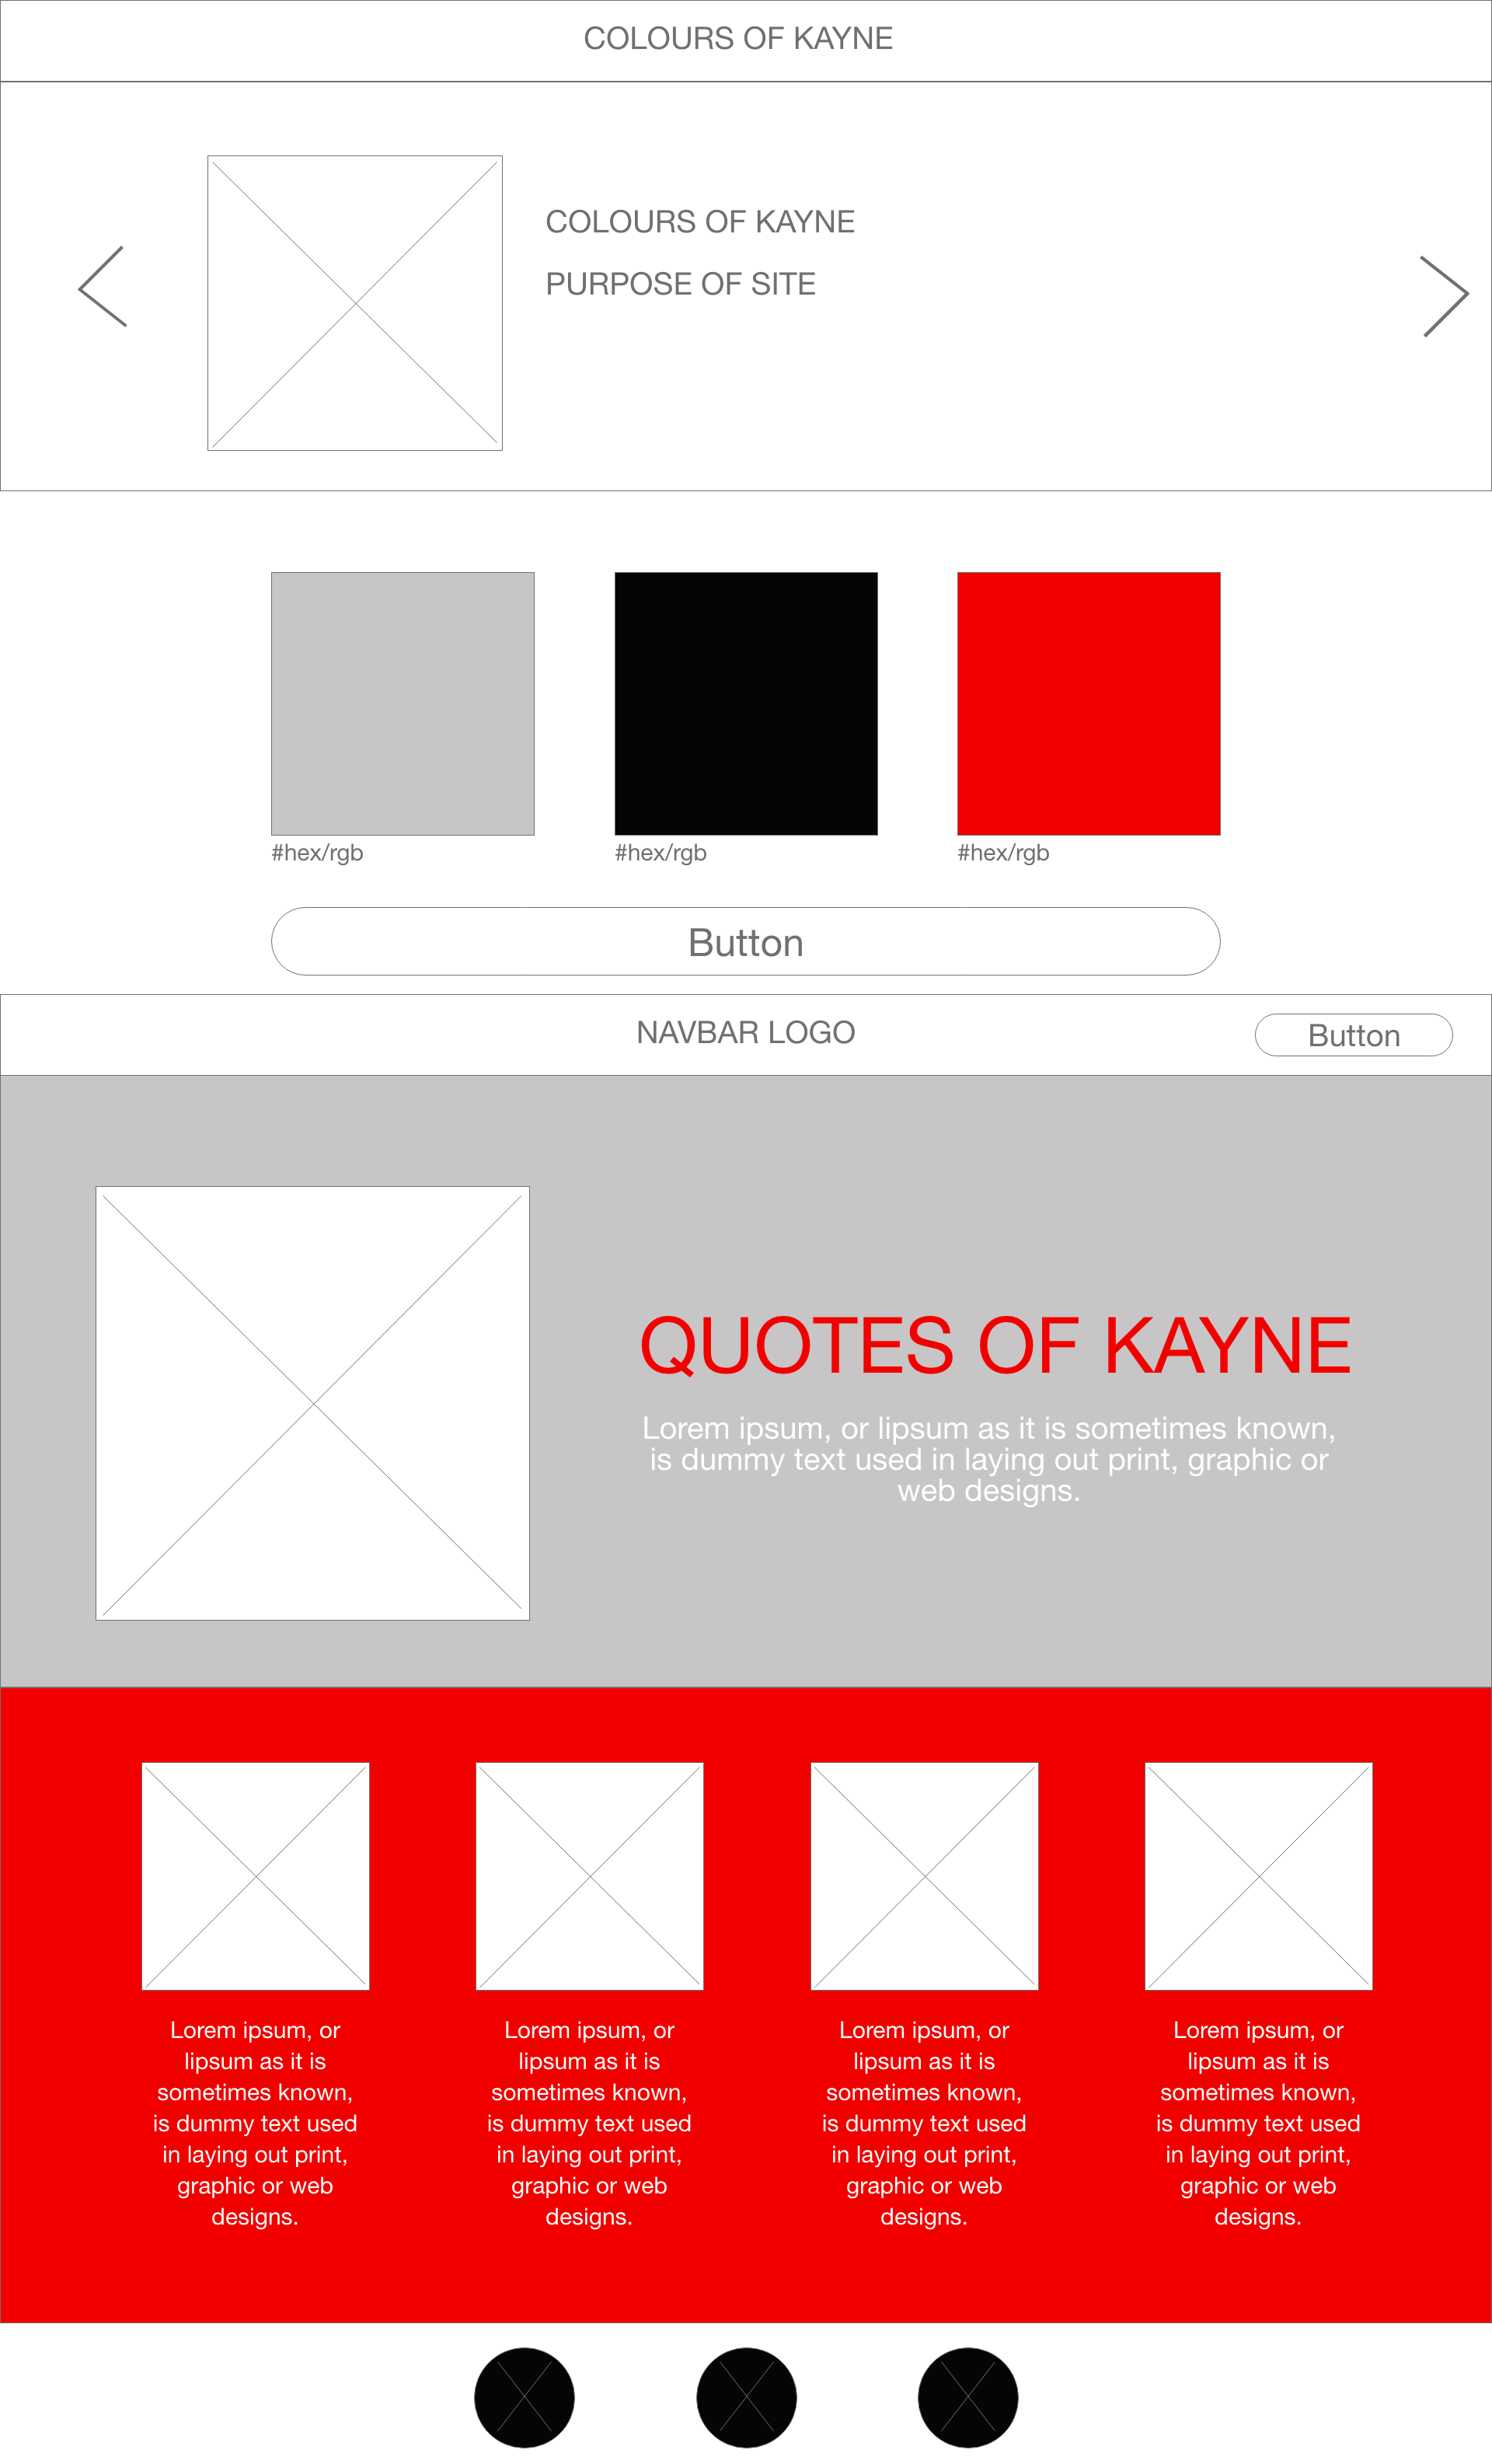 COLOURS OF KAYNE
COLOURS OF KAYNE
PURPOSE OF SITE
#hex/rgb
#hex/rgb
#hex/rgb
Button
NAVBAR LOGO
Button
QUOTES OF KAYNE
Lorem ipsum, or lipsum as it is sometimes known,
is dummy text used in laying out print, graphic or
web designs.
Lorem ipsum, or
lipsum as it is
sometimes known,
is dummy text used
in laying out print,
graphic or web
designs.
Lorem ipsum, or
lipsum as it is
sometimes known,
is dummy text used
in laying out print,
graphic or web
designs.
Lorem ipsum, or
lipsum as it is
sometimes known,
is dummy text used
in laying out print,
graphic or web
designs.
Lorem ipsum, or
lipsum as it is
sometimes known,
is dummy text used
in laying out print,
graphic or web
designs.